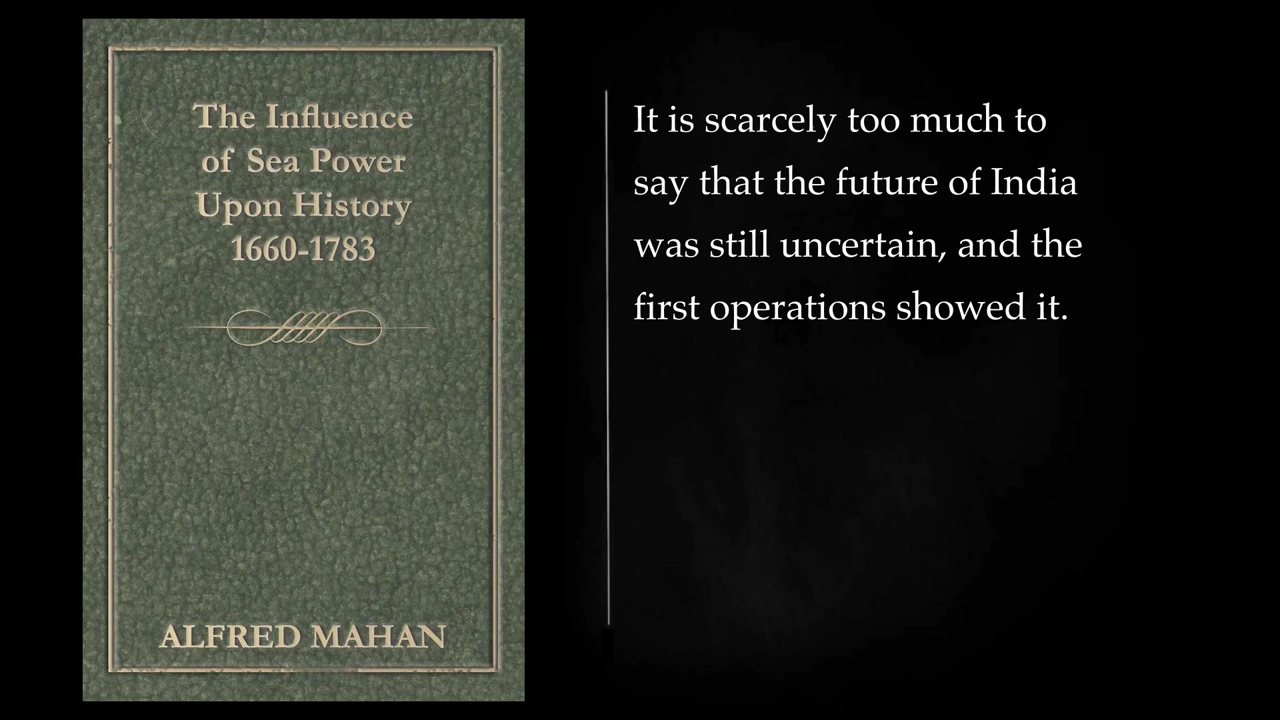 The Influence
of Sea Power
Upon History
1660-1783
ALFRED MAHAN
It is scarcely too much to
say that the future of India
was still uncertain, and the
first operations showed it.